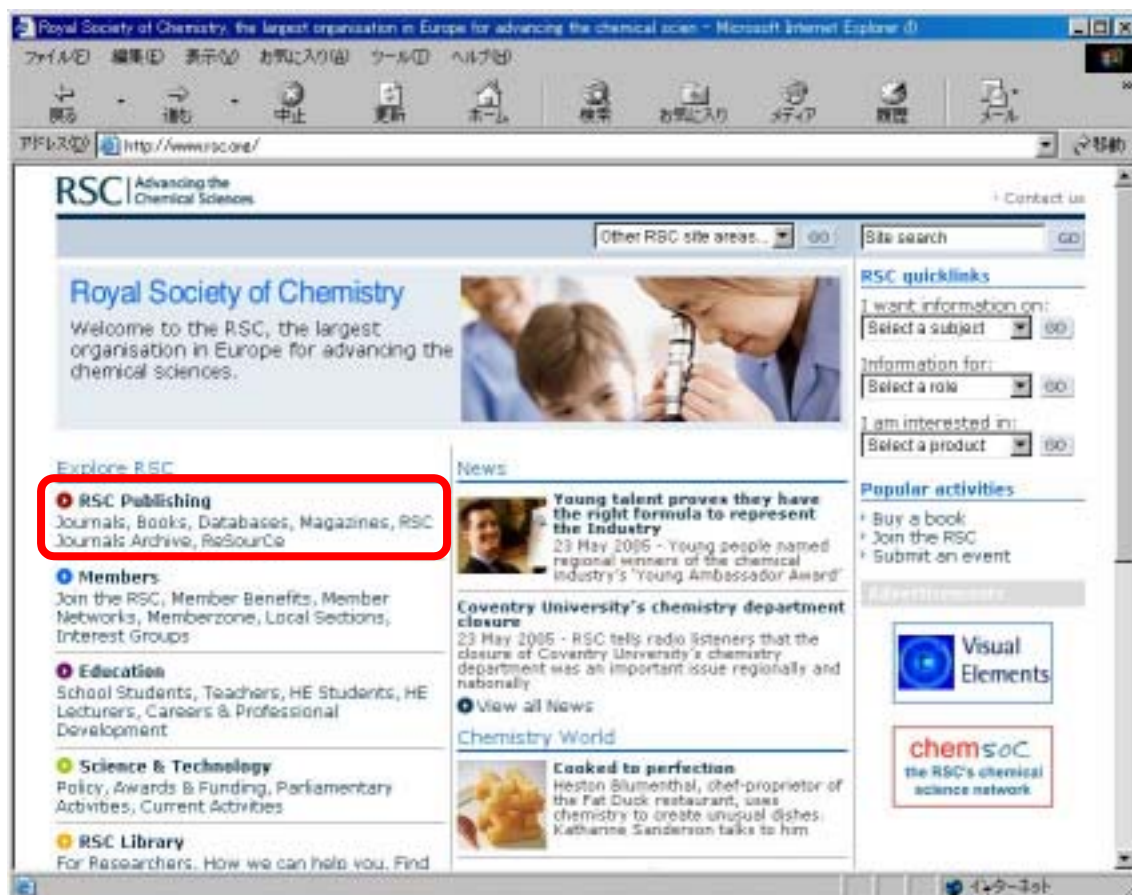 Royal Society of Chemistry, the largest organisation in Europe for advancing the chemical scien - Microsoft Internet Explorer
ファイル(F) 編集(E) 表示(V) お気に入り(A) ツール(T) ヘルプ(H)
戻る 進む 中止 更新 ホーム 検索 お気に入り メディア 履歴 メール
アドレス(D) http://www.rsc.org/ 移動
RSC Advancing the
Chemical Sciences
Contact us
Other RSC site areas... GO Site search GO
Royal Society of Chemistry
Welcome to the RSC, the largest
organisation in Europe for advancing the
chemical sciences.
RSC quicklinks
I want information on:
Select a subject GO
Information for:
Select a role GO
I am interested in:
Select a product GO
Explore RSC
RSC Publishing
Journals, Books, Databases, Magazines, RSC
Journals Archive, ReSourCe
Members
Join the RSC, Member Benefits, Member
Networks, Memberzone, Local Sections,
Interest Groups
Education
School Students, Teachers, HE Students, HE
Lecturers, Careers & Professional
Development
Science & Technology
Policy, Awards & Funding, Parliamentary
Activities, Current Activities
RSC Library
For Researchers, How we can help you, Find
News
Young talent proves they have
the right formula to represent
the Industry
23 May 2005 - Young people named
regional winners of the chemical
industry's 'Young Ambassador Award'
Coventry University's chemistry department
closure
23 May 2005 - RSC tells radio listeners that the
closure of Coventry University's chemistry
department was an important issue regionally and
nationally
View all News
Chemistry World
Cooked to perfection
Heston Blumenthal, chef-proprietor of
the Fat Duck restaurant, uses
chemistry to create unusual dishes.
Katharine Sanderson talks to him
Popular activities
Buy a book
Join the RSC
Submit an event
Advertisements
Visual
Elements
chemsoc
the RSC's chemical
science network
インターネット